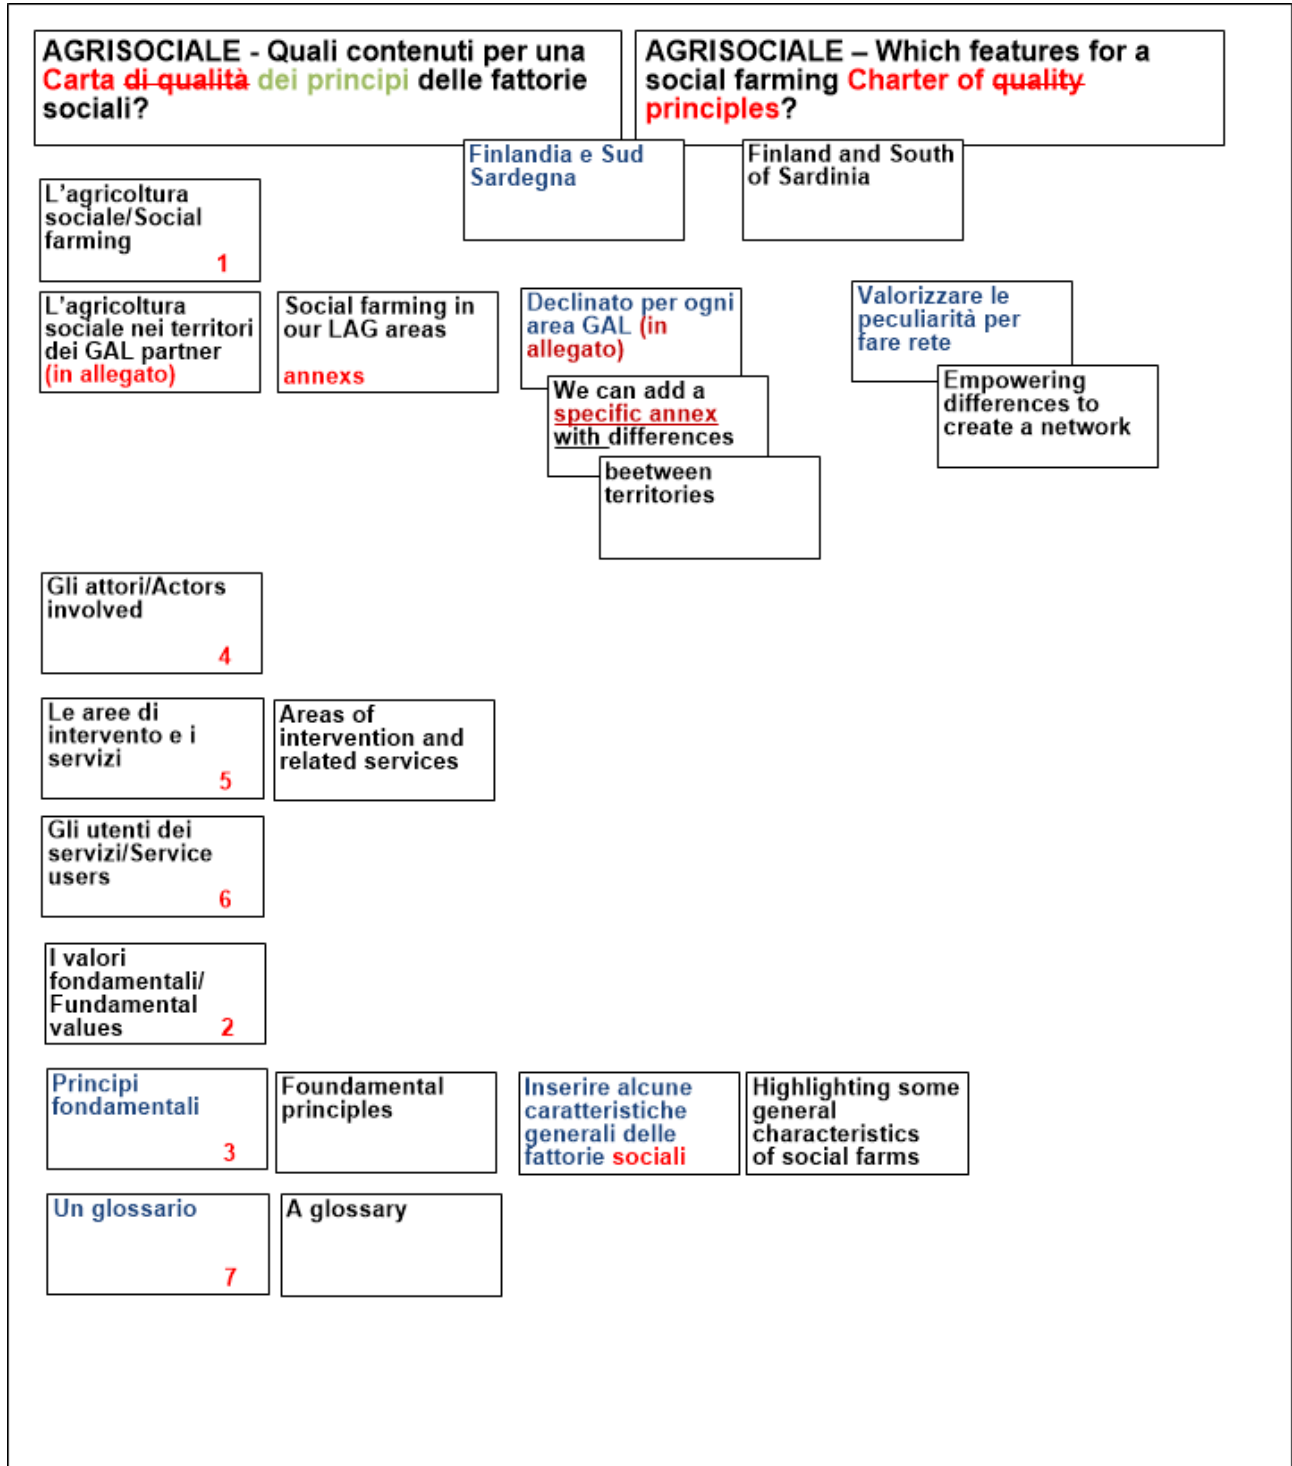 AGRISOCIALE - Quali contenuti per una
Carta di qualità dei principi delle fattorie
sociali?
AGRISOCIALE – Which features for a
social farming Charter of quality
principles?
Finlandia e Sud
Sardegna
Finland and South
of Sardinia
L'agricoltura
sociale/Social
farming
1
L'agricoltura
sociale nei territori
dei GAL partner
(in allegato)
Social farming in
our LAG areas
annexs
Declinato per ogni
area GAL (in
allegato)
We can add a
specific annex
with differences
beetween
territories
Valorizzare le
peculiarità per
fare rete
Empowering
differences to
create a network
Gli attori/Actors
involved
4
Le aree di
intervento e i
servizi
5
Areas of
intervention and
related services
Gli utenti dei
servizi/Service
users
6
I valori
fondamentali/
Fundamental
values
2
Principi
fondamentali
3
Foundamental
principles
Inserire alcune
caratteristiche
generali delle
fattorie sociali
Highlighting some
general
characteristics
of social farms
Un glossario
7
A glossary